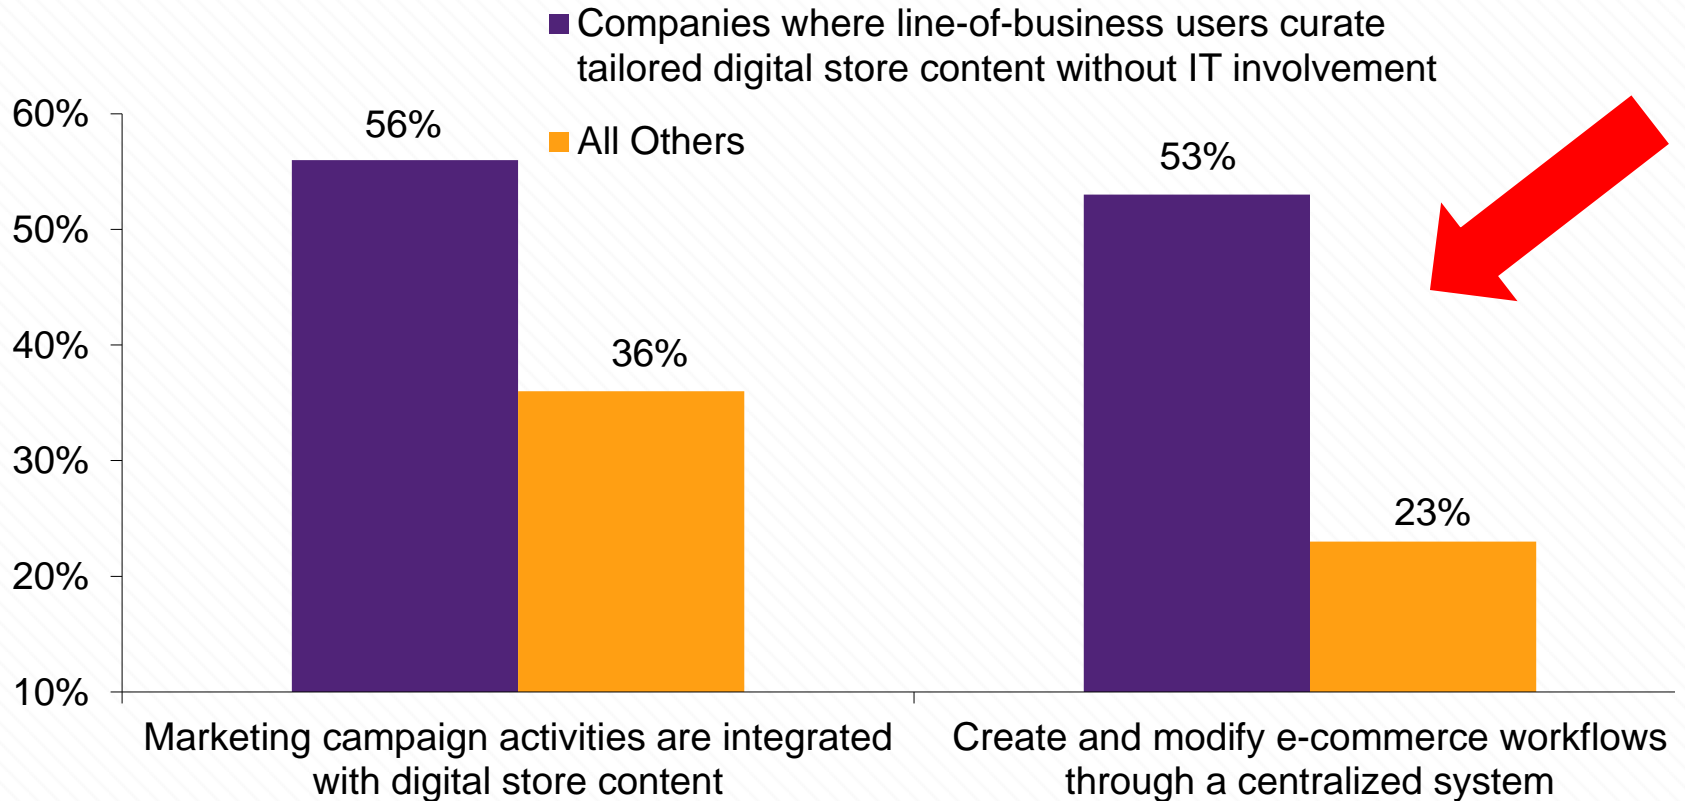 Companies where line-of-business users curate
tailored digital store content without IT involvement
All Others
60%
50%
40%
30%
20%
10%
56%
36%
53%
23%
Marketing campaign activities are integrated
with digital store content
Create and modify e-commerce workflows
through a centralized system